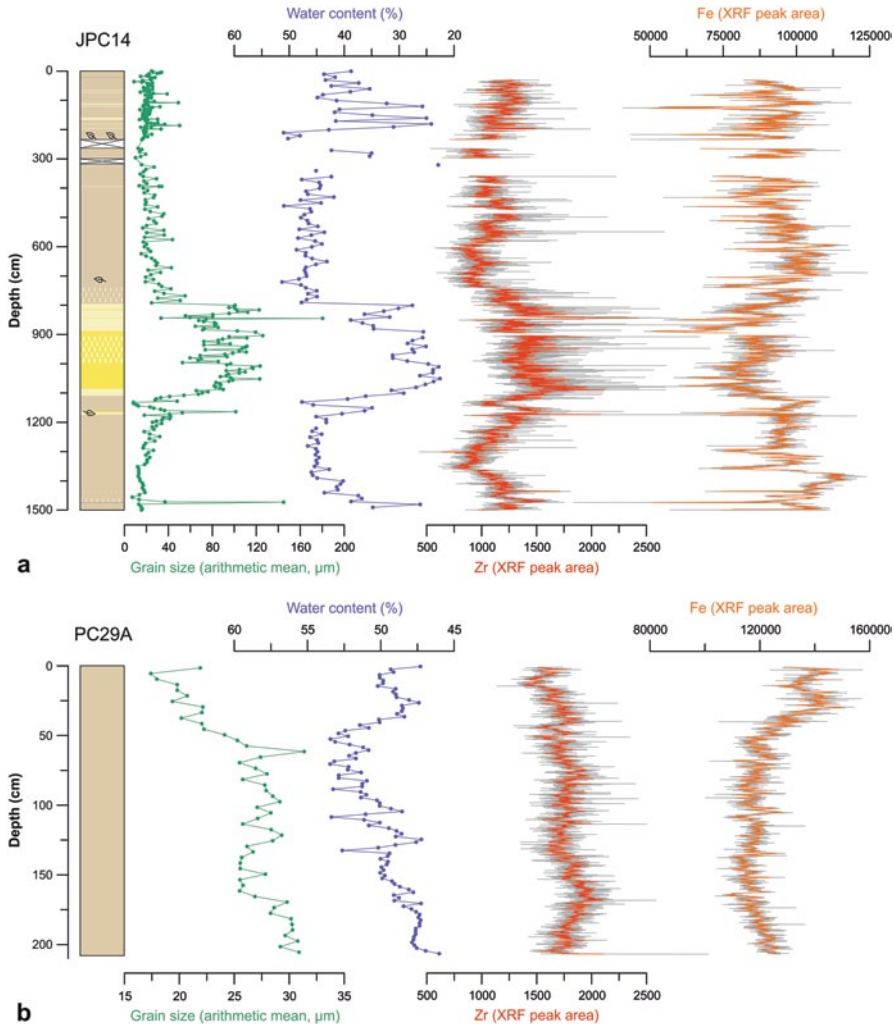 Water content (%)
Fe (XRF peak area)
JPC14
60 50 40 30 20
50000 75000 100000 125000
0
300
600
900
1200
1500
Depth (cm)
0 40 80 120 160 200
500 1000 1500 2000 2500
a
Grain size (arithmetic mean, µm)
Zr (XRF peak area)
Water content (%)
Fe (XRF peak area)
PC29A
60 55 50 45
80000 120000 160000
0
50
100
150
200
Depth (cm)
15 20 25 30 35
500 1000 1500 2000 2500
b
Grain size (arithmetic mean, µm)
Zr (XRF peak area)